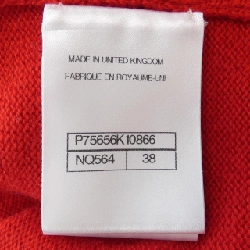 MADE IN UNITED KINGDOM
FABRIQUE EN ROYAUME-UNI
P75656K10866
NQ564 38